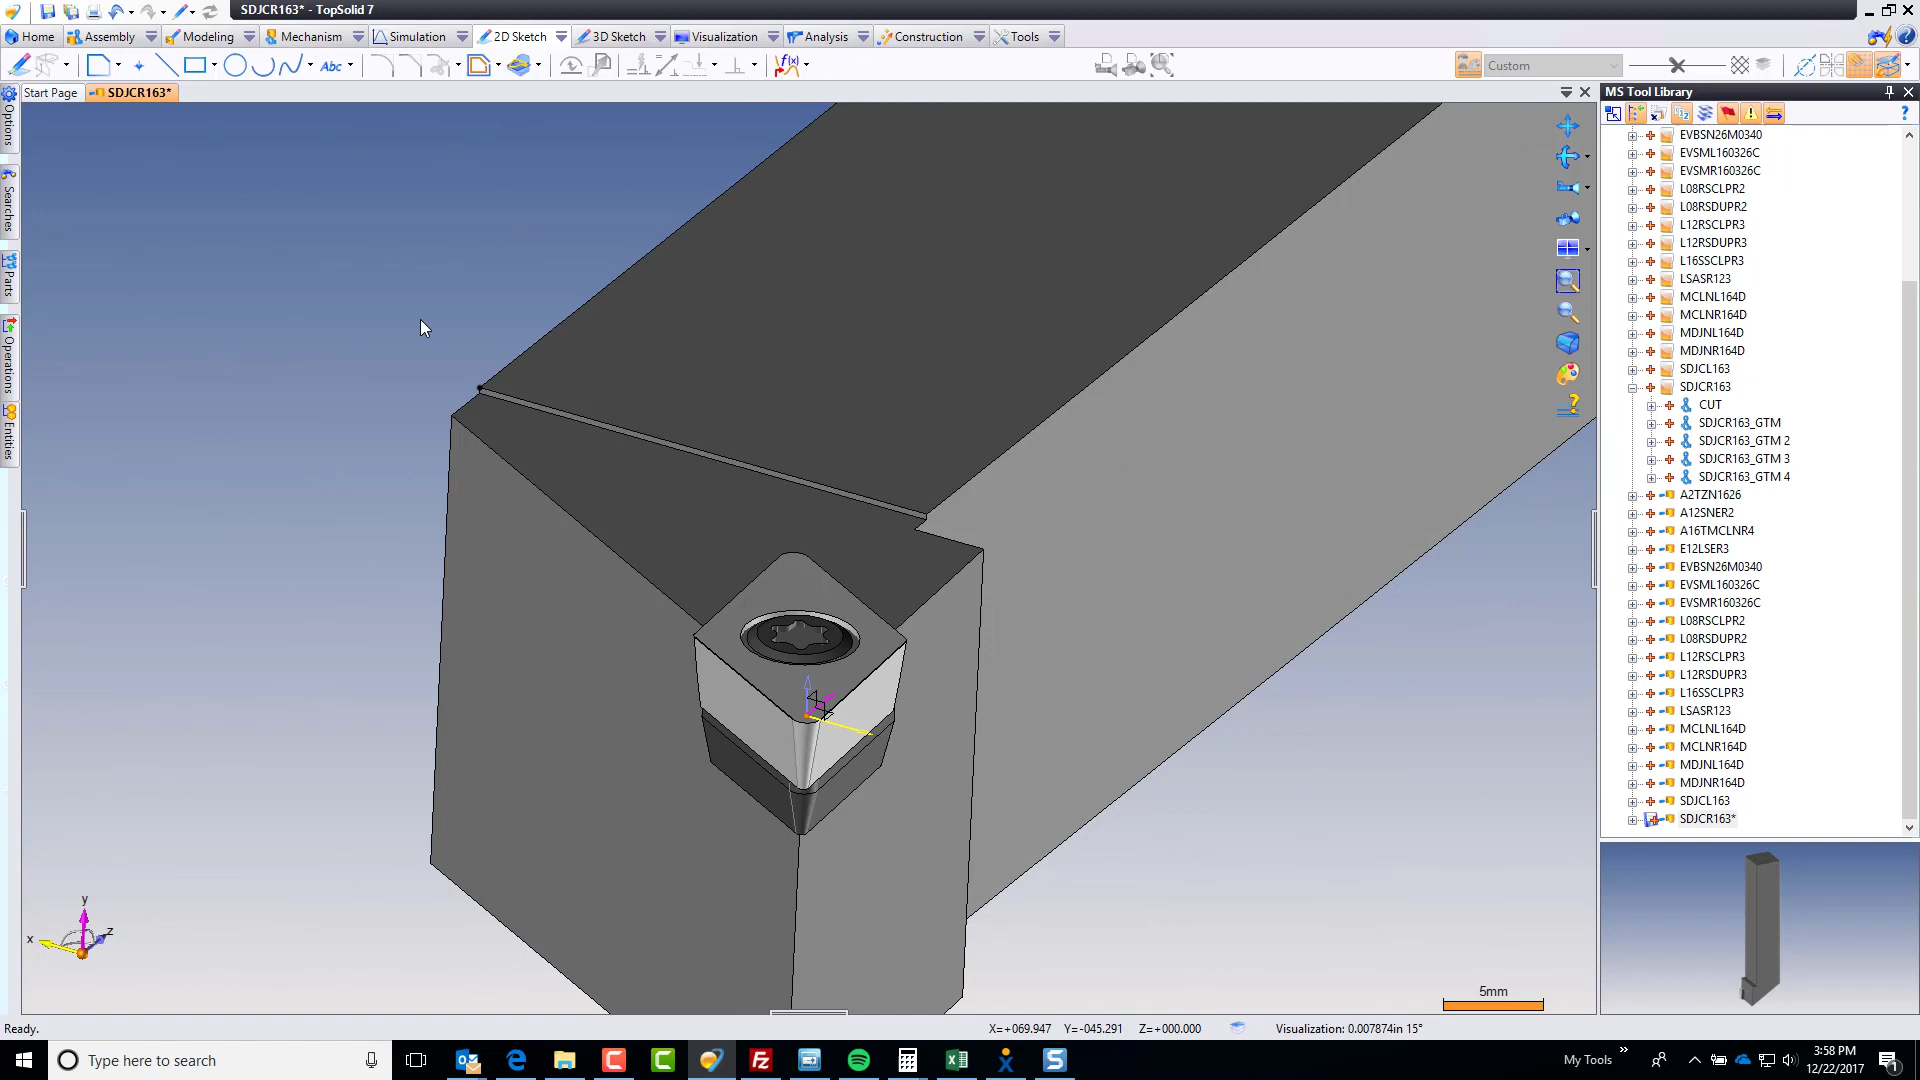 SDJCR163* - TopSolid 7
Home
Assembly
Modeling
Mechanism
Simulation
2D Sketch
3D Sketch
Visualization
Analysis
Construction
Tools
Abc
f(x)
Custom
Start Page
SDJCR163*
MS Tool Library
Options
Searches
Parts
Operations
Entities
EVBSN26M0340
EVSML160326C
EVSMR160326C
L08RSCLPR2
L08RSDUPR2
L12RSCLPR3
L12RSDUPR3
L16SSCLPR3
LSASR123
MCLNL164D
MCLNR164D
MDJNL164D
MDJNR164D
SDJCL163
SDJCR163
CUT
SDJCR163_GTM
SDJCR163_GTM 2
SDJCR163_GTM 3
SDJCR163_GTM 4
A2TZN1626
A12SNER2
A16TMCLNR4
E12LSER3
EVBSN26M0340
EVSML160326C
EVSMR160326C
L08RSCLPR2
L08RSDUPR2
L12RSCLPR3
L12RSDUPR3
L16SSCLPR3
LSASR123
MCLNL164D
MCLNR164D
MDJNL164D
MDJNR164D
SDJCL163
SDJCR163*
y
x
z
5mm
Ready.
X=+069.947 Y=-045.291 Z=+000.000
Visualization: 0.007874in 15°
Type here to search
My Tools
3:58 PM
12/22/2017
1